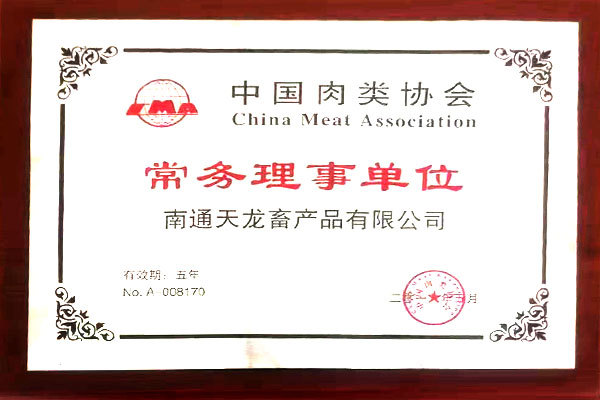 CMA
中国肉类协会
China Meat Association
常务理事单位
南通天龙畜产品有限公司
有效期：五年
No. A-008170